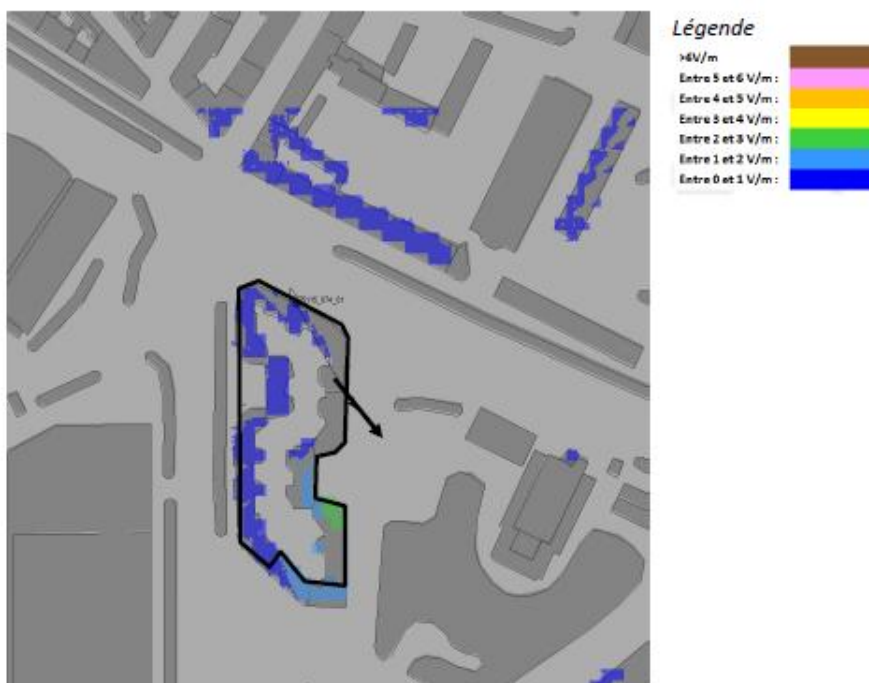 Légende
>6V/m
Entre 5 et 6 V/m :
Entre 4 et 5 V/m :
Entre 3 et 4 V/m :
Entre 2 et 3 V/m :
Entre 1 et 2 V/m :
Entre 0 et 1 V/m :